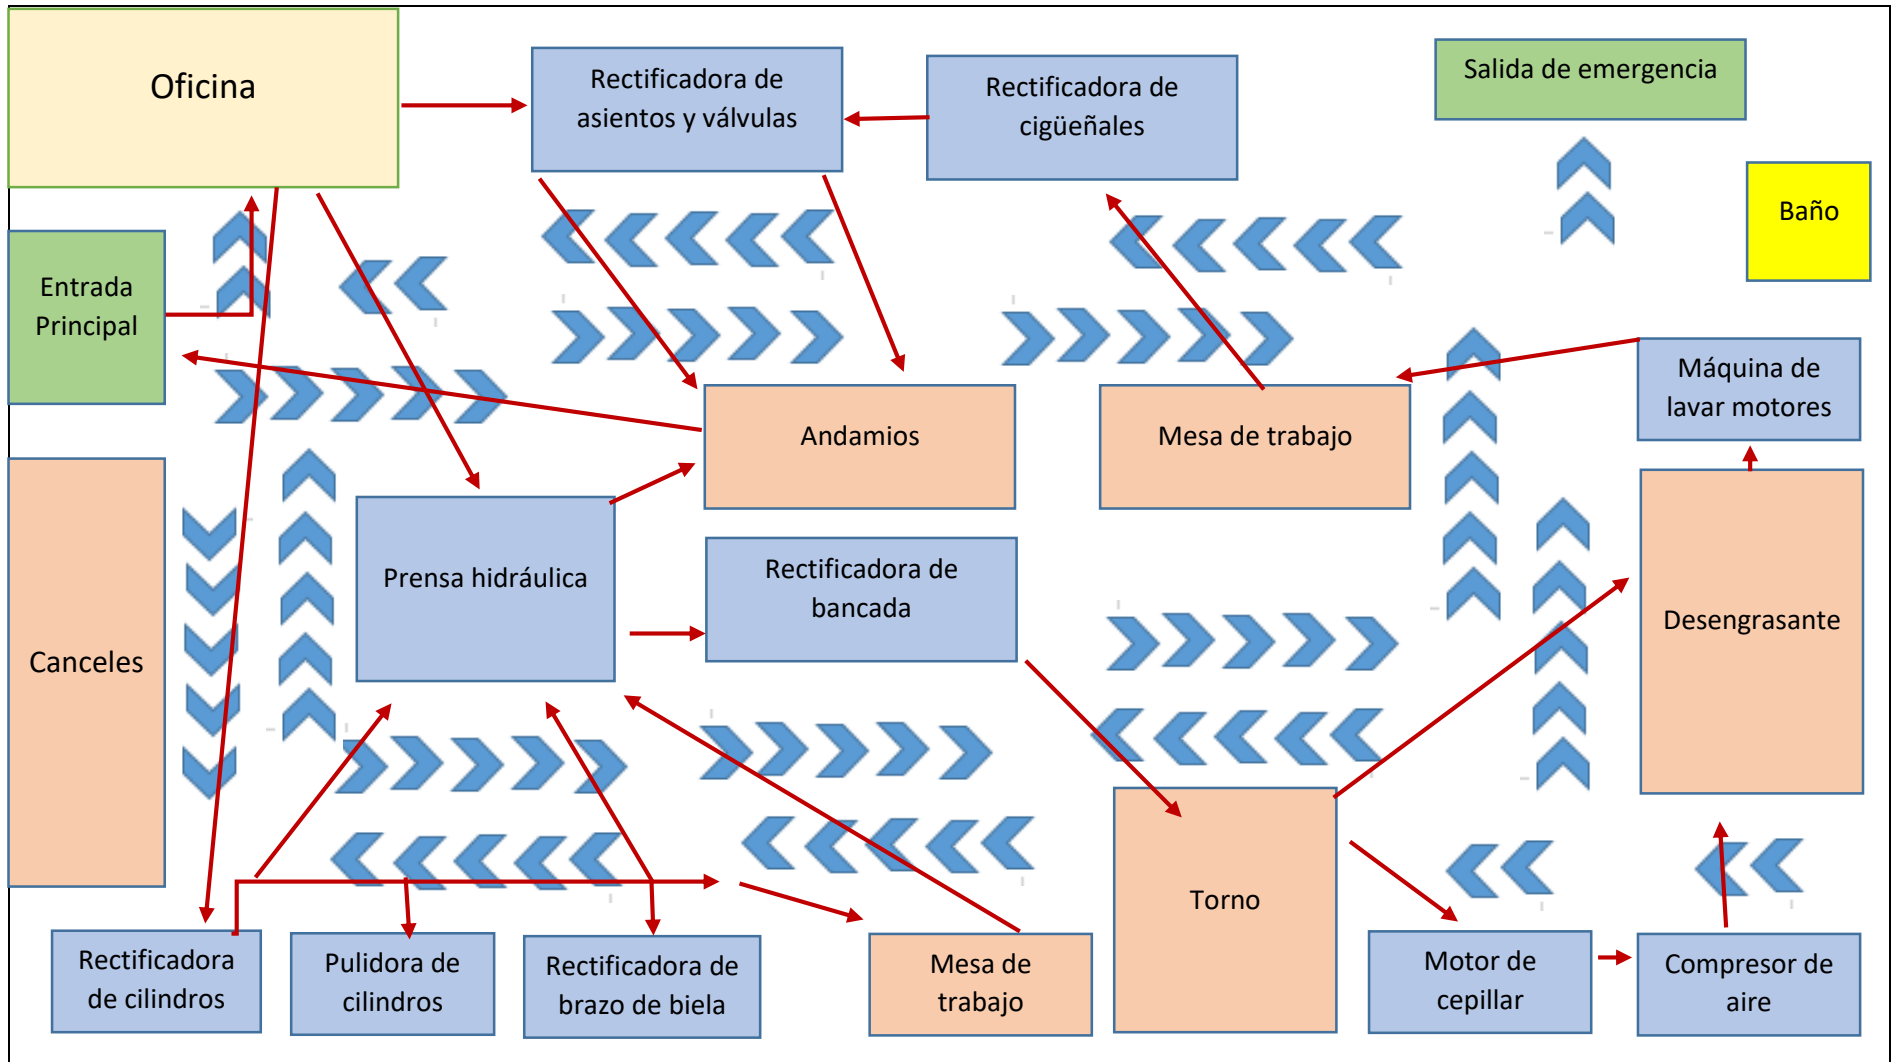 Oficina
Rectificadora de
asientos y válvulas
Rectificadora de
cigüeñales
Salida de emergencia
Baño
Entrada
Principal
Andamios
Mesa de trabajo
Máquina de
lavar motores
Canceles
Prensa hidráulica
Rectificadora de
bancada
Desengrasante
Torno
Rectificadora
de cilindros
Pulidora de
cilindros
Rectificadora de
brazo de biela
Mesa de
trabajo
Motor de
cepillar
Compresor de
aire